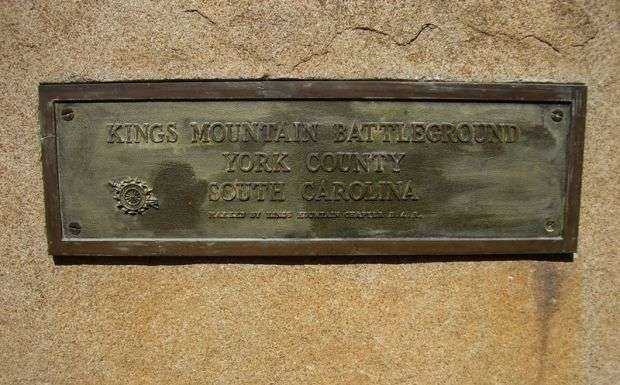 KINGS MOUNTAIN BATTLEGROUND
YORK COUNTY
SOUTH CAROLINA
MARKED BY KINGS MOUNTAIN CHAPTER D.A.R.